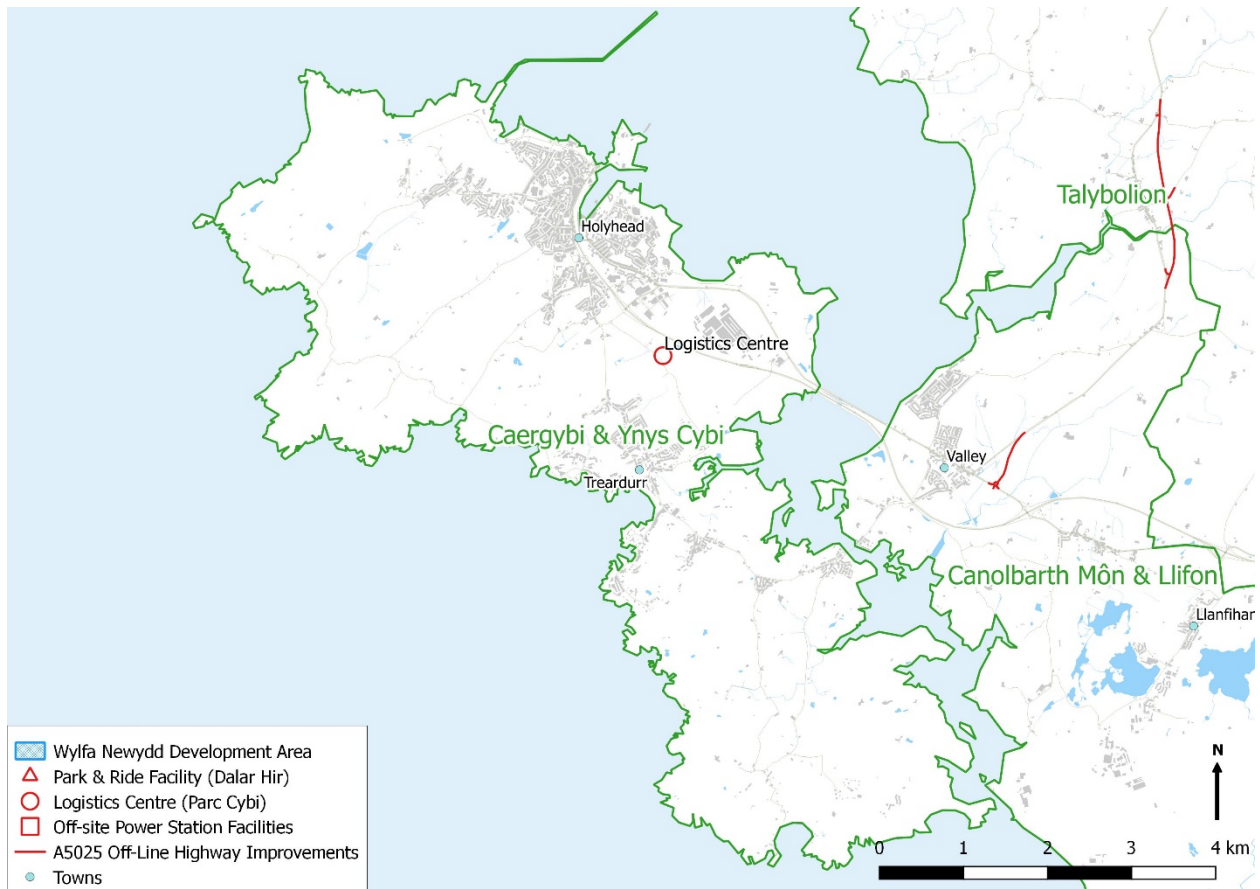 Talybolion
Holyhead
Logistics Centre
Caergybi & Ynys Cybi
Valley
Treardurr
Canolbarth Môn & Llifon
Llanfihan
Wylfa Newydd Development Area
Park & Ride Facility (Dalar Hir)
Logistics Centre (Parc Cybi)
Off-site Power Station Facilities
A5025 Off-Line Highway Improvements
Towns
N
0 1 2 3 4 km